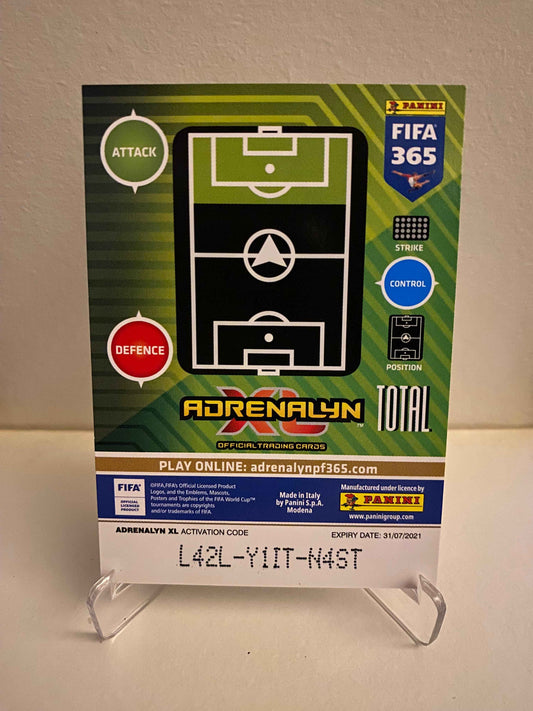 PANINI
FIFA
365
ATTACK
STRIKE
CONTROL
DEFENCE
POSITION
ADRENALYN
XL
TM
TOTAL
OFFICIAL TRADING CARDS
PLAY ONLINE: adrenalynpf365.com
FIFA®
OFFICIAL
LICENSED
PRODUCT
©FIFA, FIFA's Official Licensed Product
Logos, and the Emblems, Mascots,
Posters and Trophies of the FIFA World Cup™
tournaments are copyrights
and/or trademarks of FIFA.
Made in Italy
by Panini S.p.A.
Modena
Manufactured under licence by
PANINI
www.paninigroup.com
ADRENALYN XL ACTIVATION CODE
EXPIRY DATE: 31/07/2021
L42L-Y1IT-N4ST